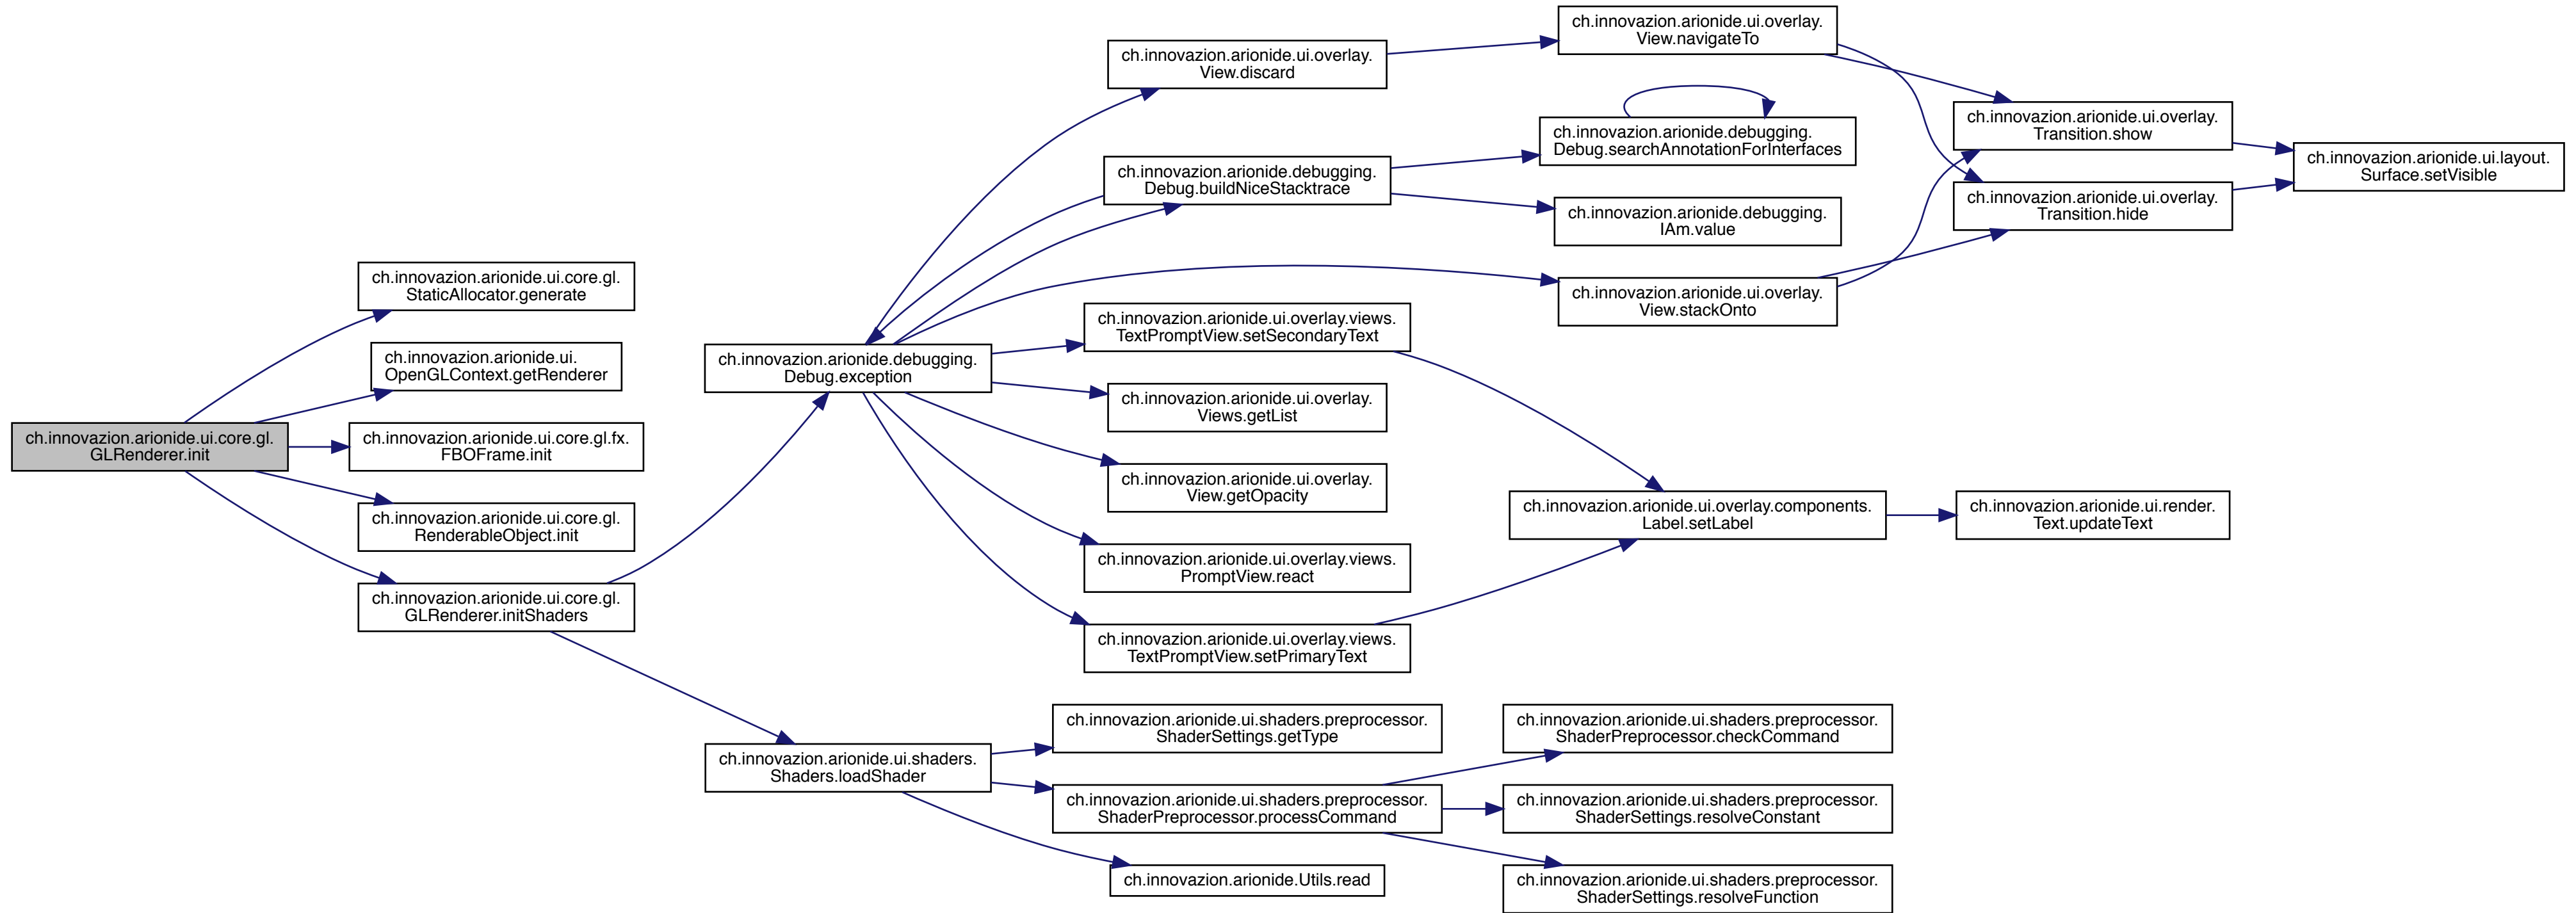 ch.innovazion.arionide.ui.core.gl.
GLRenderer.init
ch.innovazion.arionide.ui.core.gl.
StaticAllocator.generate
ch.innovazion.arionide.ui.
OpenGLContext.getRenderer
ch.innovazion.arionide.ui.core.gl.fx.
FBOFrame.init
ch.innovazion.arionide.ui.core.gl.
RenderableObject.init
ch.innovazion.arionide.ui.core.gl.
GLRenderer.initShaders
ch.innovazion.arionide.debugging.
Debug.exception
ch.innovazion.arionide.ui.shaders.
Shaders.loadShader
ch.innovazion.arionide.ui.overlay.
View.discard
ch.innovazion.arionide.debugging.
Debug.buildNiceStacktrace
ch.innovazion.arionide.ui.overlay.views.
TextPromptView.setSecondaryText
ch.innovazion.arionide.ui.overlay.
Views.getList
ch.innovazion.arionide.ui.overlay.
View.getOpacity
ch.innovazion.arionide.ui.overlay.views.
PromptView.react
ch.innovazion.arionide.ui.overlay.views.
TextPromptView.setPrimaryText
ch.innovazion.arionide.ui.shaders.preprocessor.
ShaderSettings.getType
ch.innovazion.arionide.ui.shaders.preprocessor.
ShaderPreprocessor.processCommand
ch.innovazion.arionide.Utils.read
ch.innovazion.arionide.ui.overlay.
View.navigateTo
ch.innovazion.arionide.debugging.
Debug.searchAnnotationForInterfaces
ch.innovazion.arionide.debugging.
IAm.value
ch.innovazion.arionide.ui.overlay.
View.stackOnto
ch.innovazion.arionide.ui.overlay.components.
Label.setLabel
ch.innovazion.arionide.ui.shaders.preprocessor.
ShaderPreprocessor.checkCommand
ch.innovazion.arionide.ui.shaders.preprocessor.
ShaderSettings.resolveConstant
ch.innovazion.arionide.ui.shaders.preprocessor.
ShaderSettings.resolveFunction
ch.innovazion.arionide.ui.overlay.
Transition.show
ch.innovazion.arionide.ui.overlay.
Transition.hide
ch.innovazion.arionide.ui.render.
Text.updateText
ch.innovazion.arionide.ui.layout.
Surface.setVisible